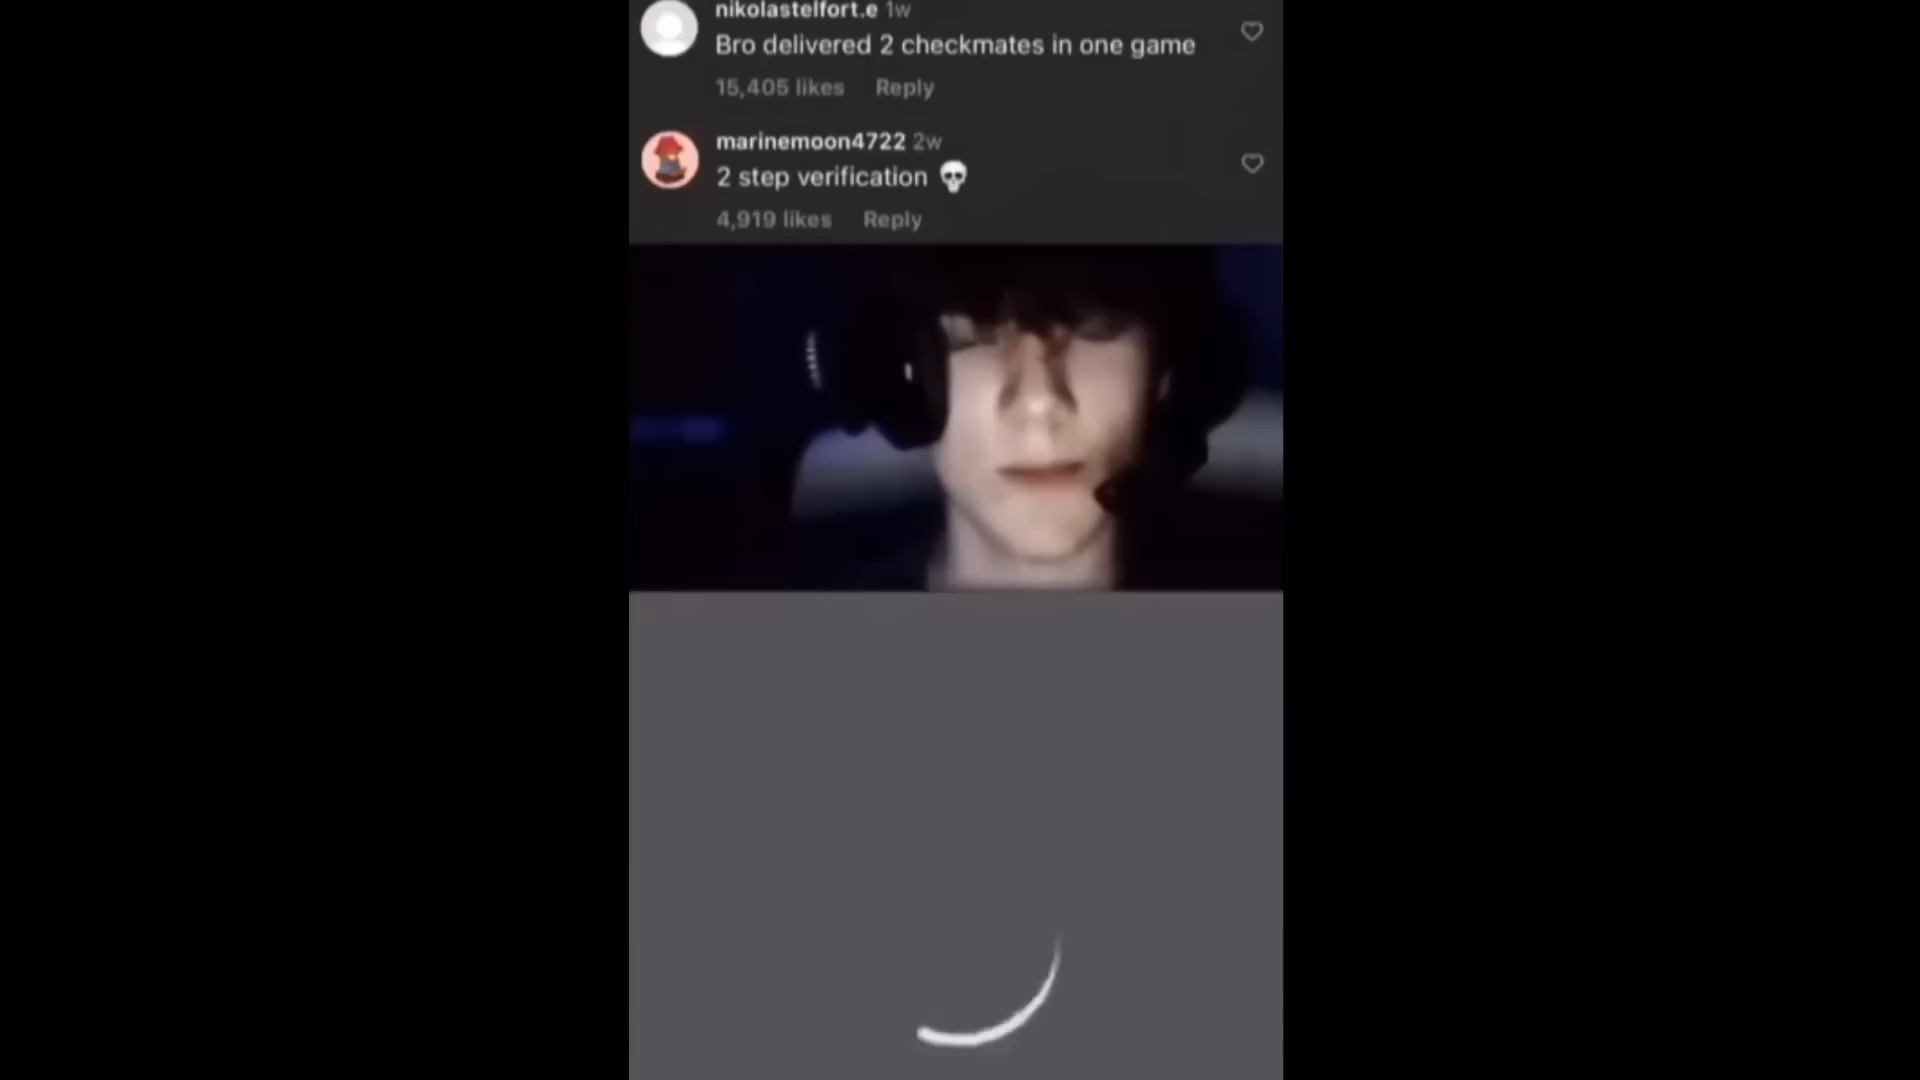 nikolastelfort.e 1w
Bro delivered 2 checkmates in one game
15,405 likes Reply
marinemoon4722 2w
2 step verification 💀
4,919 likes Reply